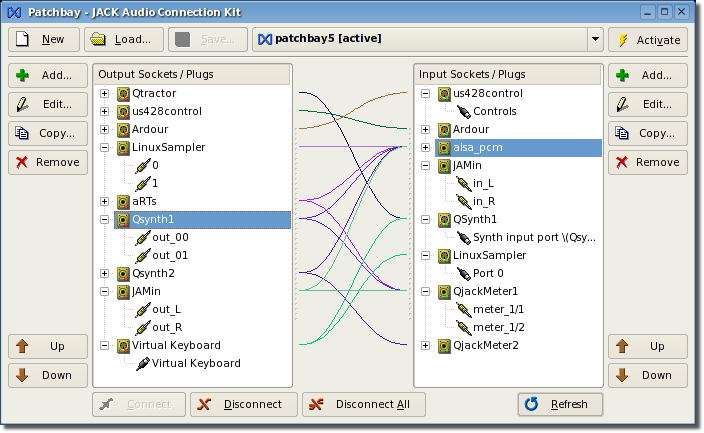 Patchbay - JACK Audio Connection Kit
New Load... Save... patchbay5 [active] Activate
Add... Output Sockets / Plugs Input Sockets / Plugs Add...
Edit... Edit...
Copy... Copy...
Remove Remove
Qtractor
us428control
Ardour
LinuxSampler
0
1
aRTs
Qsynth1
out_00
out_01
Qsynth2
JAMin
out_L
out_R
Virtual Keyboard
Virtual Keyboard
us428control
Controls
Ardour
alsa_pcm
JAMin
in_L
in_R
QSynth1
Synth input port \(Qsy...
LinuxSampler
Port 0
QjackMeter1
meter_1/1
meter_1/2
QjackMeter2
Up Up
Down Down
Connect Disconnect Disconnect All Refresh